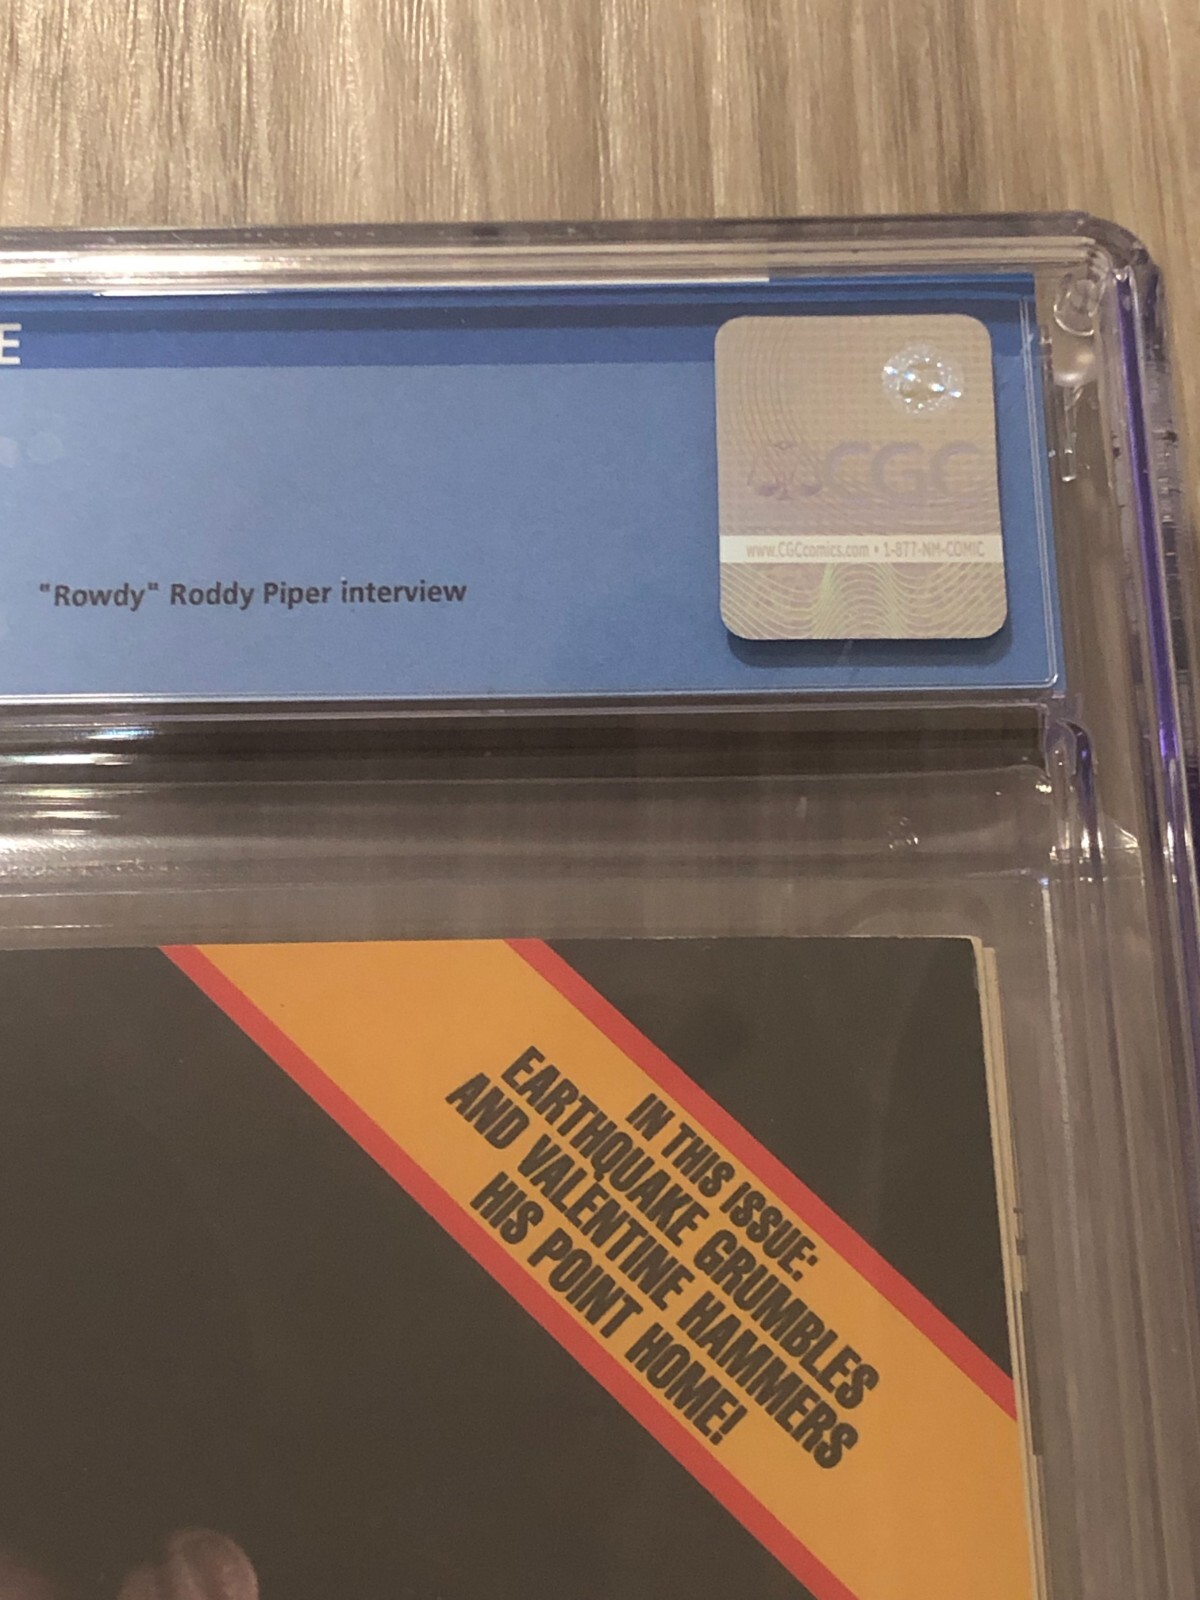 E
CGC
www.CGCcomics.com • 1-877-NM-COMIC
"Rowdy" Roddy Piper interview
IN THIS ISSUE:
EARTHQUAKE GRUMBLES
AND VALENTINE HAMMERS
HIS POINT HOME!